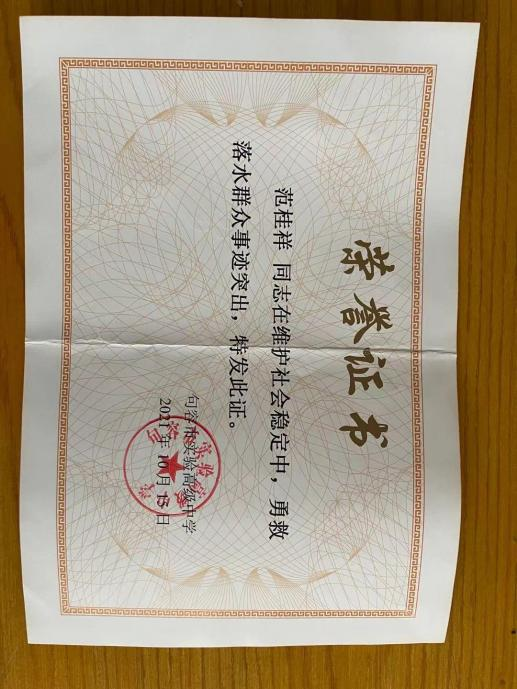 荣誉证书
范桂祥 同志在维护社会稳定中，勇救
落水群众事迹突出，特发此证。
句容市实验高级中学
2021年10月15日